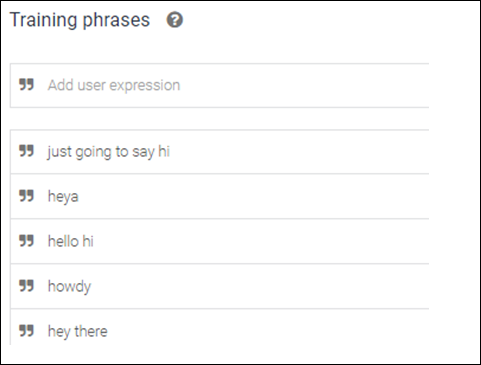 Training phrases ?
Add user expression
just going to say hi
heya
hello hi
howdy
hey there